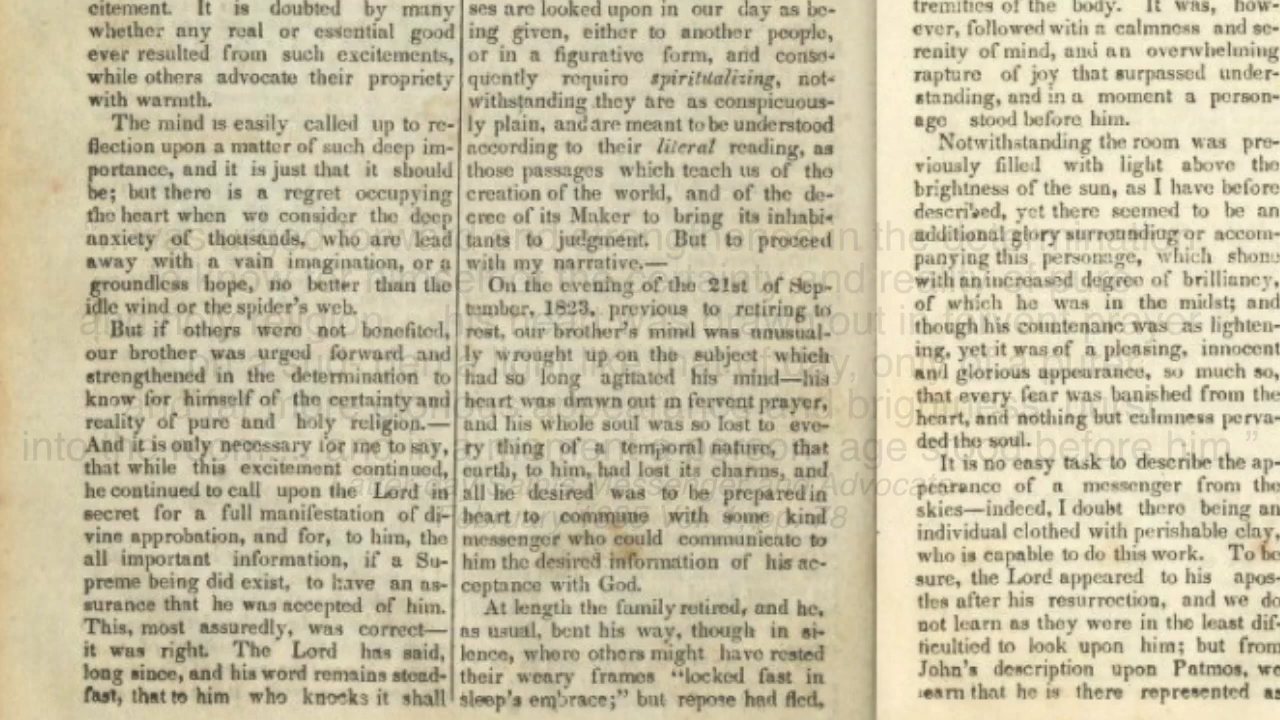 citement. It is doubted by many
whether any real or essential good
ever resulted from such excitements,
while others advocate their propriety
with warmth.
The mind is easily called up to re-
flection upon a matter of such deep im-
portance, and it is just that it should
be; but there is a regret occupying
the heart when we consider the deep
anxiety of thousands, who are lead
away with a vain imagination, or a
groundless hope, no better than the
idle wind or the spider's web.
But if others were not benefited,
our brother was urged forward and
strengthened in the determination to
know for himself of the certainty and
reality of pure and holy religion.—
And it is only necessary for me to say,
that while this excitement continued,
he continued to call upon the Lord in
secret for a full manifestation of di-
vine approbation, and for, to him, the
all important information, if a Su-
preme being did exist, to have an as-
surance that he was accepted of him.
This, most assuredly, was correct—
it was right. The Lord has said,
long since, and his word remains stead-
fast, that to him who knocks it shall
ses are looked upon in our day as be-
ing given, either to another people,
or in a figurative form, and conse-
quently require spiritualizing, not-
withstanding they are as conspicuous-
ly plain, and are meant to be understood
according to their literal reading, as
those passages which teach us of the
creation of the world, and of the de-
cree of its Maker to bring its inhabi-
tants to judgment. But to proceed
with my narrative.—
On the evening of the 21st of Sep-
tember, 1823, previous to retiring to
rest, our brother's mind was unusual-
ly wrought up on the subject which
had so long agitated his mind—his
heart was drawn out in fervent prayer,
and his whole soul was so lost to eve-
ry thing of a temporal nature, that
earth, to him, had lost its charms, and
all he desired was to be prepared in
heart to commune with some kind
messenger who could communicate to
him the desired information of his ac-
ceptance with God.
At length the family retired, and he,
as usual, bent his way, though in si-
lence, where others might have rested
their weary frames "locked fast in
sleep's embrace;" but repose had fled,
tremities of the body. It was, how-
ever, followed with a calmness and se-
renity of mind, and an overwhelming
rapture of joy that surpassed under-
standing, and in a moment a person-
age stood before him.
Notwithstanding the room was pre-
viously filled with light above the
brightness of the sun, as I have before
described, yet there seemed to be an
additional glory surrounding or accom-
panying this personage, which shone
with an increased degree of brilliancy,
of which he was in the midst; and
though his countenanc was as lighten-
ing, yet it was of a pleasing, innocent
and glorious appearance, so much so,
that every fear was banished from the
heart, and nothing but calmness perva-
ded the soul.
It is no easy task to describe the ap-
pearance of a messenger from the
skies—indeed, I doubt there being an
individual clothed with perishable clay,
who is capable to do this work. To be
sure, the Lord appeared to his apos-
tles after his resurrection, and we do
not learn as they were in the least dif-
ficultied to look upon him; but from
John's description upon Patmos, we
learn that he is there represented as